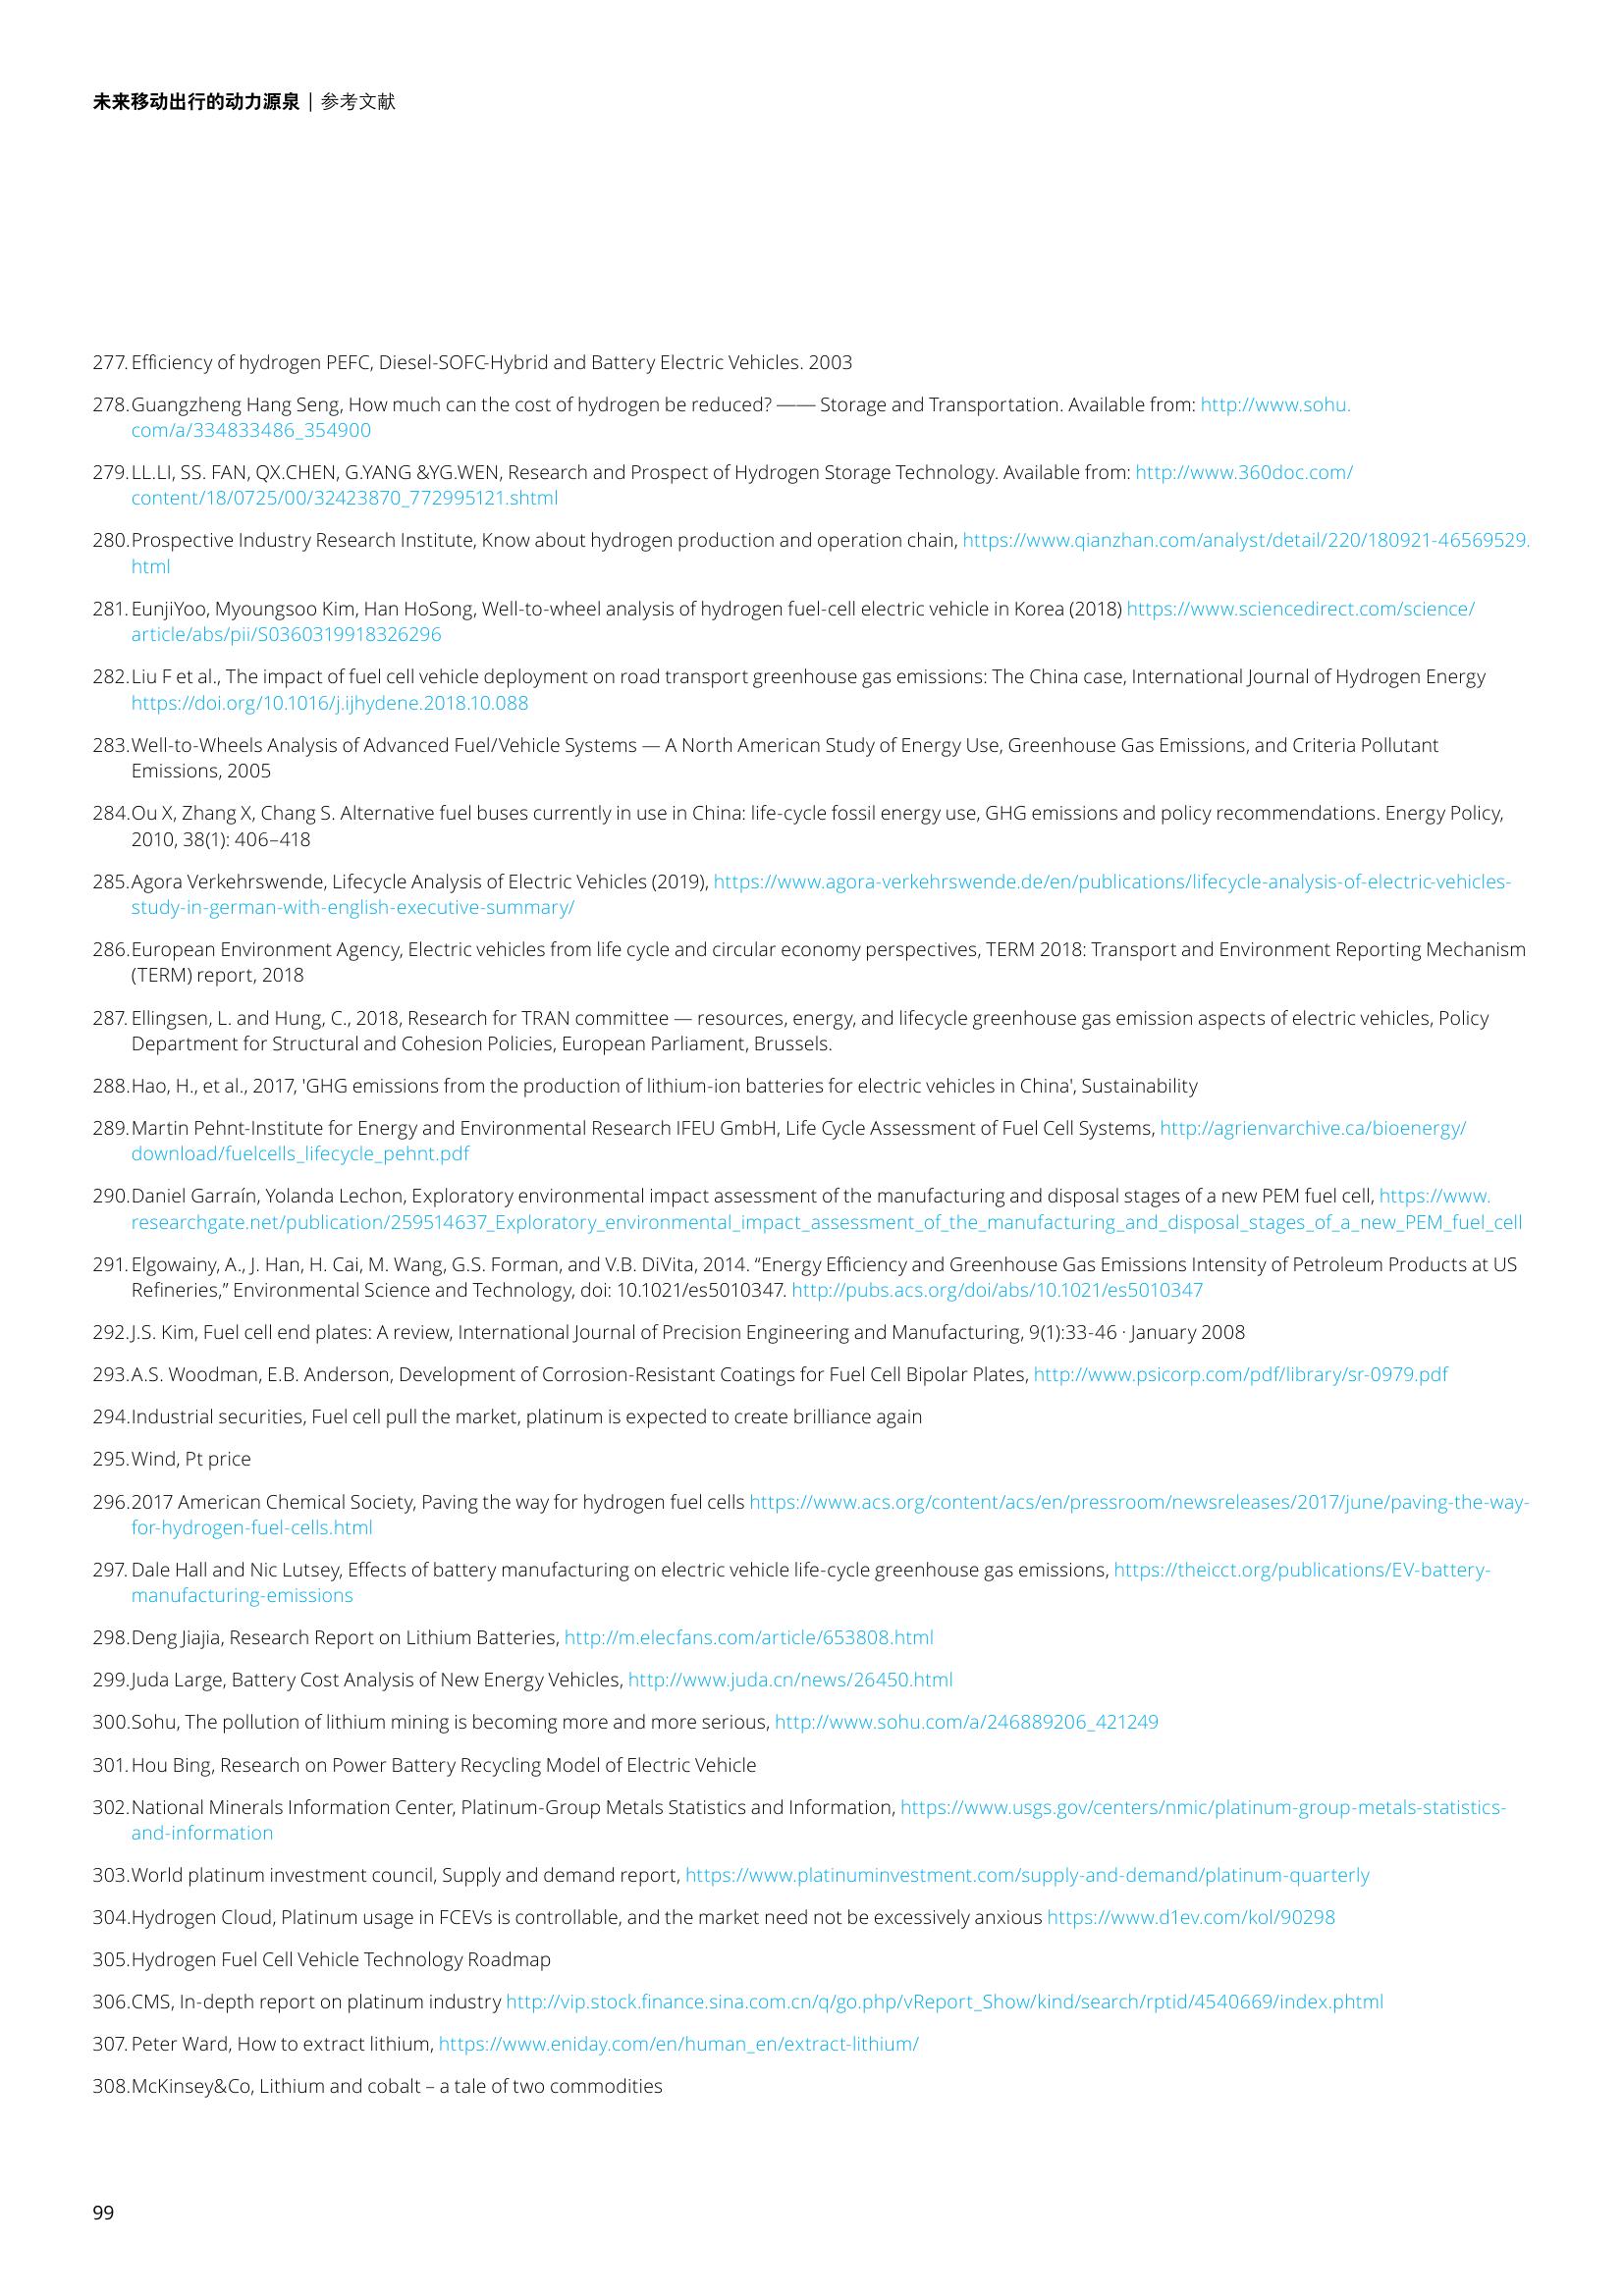 未来移动出行的动力源泉 | 参考文献
277. Efficiency of hydrogen PEFC, Diesel-SOFC-Hybrid and Battery Electric Vehicles. 2003
278. Guangzheng Hang Seng, How much can the cost of hydrogen be reduced? —— Storage and Transportation. Available from: http://www.sohu.
com/a/334833486_354900
279. LL.LI, SS. FAN, QX.CHEN, G.YANG &YG.WEN, Research and Prospect of Hydrogen Storage Technology. Available from: http://www.360doc.com/
content/18/0725/00/32423870_772995121.shtml
280. Prospective Industry Research Institute, Know about hydrogen production and operation chain, https://www.qianzhan.com/analyst/detail/220/180921-46569529.
html
281. EunjiYoo, Myoungsoo Kim, Han HoSong, Well-to-wheel analysis of hydrogen fuel-cell electric vehicle in Korea (2018) https://www.sciencedirect.com/science/
article/abs/pii/S0360319918326296
282. Liu F et al., The impact of fuel cell vehicle deployment on road transport greenhouse gas emissions: The China case, International Journal of Hydrogen Energy
https://doi.org/10.1016/j.ijhydene.2018.10.088
283. Well-to-Wheels Analysis of Advanced Fuel/Vehicle Systems — A North American Study of Energy Use, Greenhouse Gas Emissions, and Criteria Pollutant
Emissions, 2005
284. Ou X, Zhang X, Chang S. Alternative fuel buses currently in use in China: life-cycle fossil energy use, GHG emissions and policy recommendations. Energy Policy,
2010, 38(1): 406–418
285. Agora Verkehrswende, Lifecycle Analysis of Electric Vehicles (2019), https://www.agora-verkehrswende.de/en/publications/lifecycle-analysis-of-electric-vehicles-
study-in-german-with-english-executive-summary/
286. European Environment Agency, Electric vehicles from life cycle and circular economy perspectives, TERM 2018: Transport and Environment Reporting Mechanism
(TERM) report, 2018
287. Ellingsen, L. and Hung, C., 2018, Research for TRAN committee — resources, energy, and lifecycle greenhouse gas emission aspects of electric vehicles, Policy
Department for Structural and Cohesion Policies, European Parliament, Brussels.
288. Hao, H., et al., 2017, 'GHG emissions from the production of lithium-ion batteries for electric vehicles in China', Sustainability
289. Martin Pehnt-Institute for Energy and Environmental Research IFEU GmbH, Life Cycle Assessment of Fuel Cell Systems, http://agrienvarchive.ca/bioenergy/
download/fuelcells_lifecycle_pehnt.pdf
290. Daniel Garraín, Yolanda Lechon, Exploratory environmental impact assessment of the manufacturing and disposal stages of a new PEM fuel cell, https://www.
researchgate.net/publication/259514637_Exploratory_environmental_impact_assessment_of_the_manufacturing_and_disposal_stages_of_a_new_PEM_fuel_cell
291. Elgowainy, A., J. Han, H. Cai, M. Wang, G.S. Forman, and V.B. DiVita, 2014. “Energy Efficiency and Greenhouse Gas Emissions Intensity of Petroleum Products at US
Refineries,” Environmental Science and Technology, doi: 10.1021/es5010347. http://pubs.acs.org/doi/abs/10.1021/es5010347
292. J.S. Kim, Fuel cell end plates: A review, International Journal of Precision Engineering and Manufacturing, 9(1):33-46 · January 2008
293. A.S. Woodman, E.B. Anderson, Development of Corrosion-Resistant Coatings for Fuel Cell Bipolar Plates, http://www.psicorp.com/pdf/library/sr-0979.pdf
294. Industrial securities, Fuel cell pull the market, platinum is expected to create brilliance again
295. Wind, Pt price
296. 2017 American Chemical Society, Paving the way for hydrogen fuel cells https://www.acs.org/content/acs/en/pressroom/newsreleases/2017/june/paving-the-way-
for-hydrogen-fuel-cells.html
297. Dale Hall and Nic Lutsey, Effects of battery manufacturing on electric vehicle life-cycle greenhouse gas emissions, https://theicct.org/publications/EV-battery-
manufacturing-emissions
298. Deng Jiajia, Research Report on Lithium Batteries, http://m.elecfans.com/article/653808.html
299. Juda Large, Battery Cost Analysis of New Energy Vehicles, http://www.juda.cn/news/26450.html
300. Sohu, The pollution of lithium mining is becoming more and more serious, http://www.sohu.com/a/246889206_421249
301. Hou Bing, Research on Power Battery Recycling Model of Electric Vehicle
302. National Minerals Information Center, Platinum-Group Metals Statistics and Information, https://www.usgs.gov/centers/nmic/platinum-group-metals-statistics-
and-information
303. World platinum investment council, Supply and demand report, https://www.platinuminvestment.com/supply-and-demand/platinum-quarterly
304. Hydrogen Cloud, Platinum usage in FCEVs is controllable, and the market need not be excessively anxious https://www.d1ev.com/kol/90298
305. Hydrogen Fuel Cell Vehicle Technology Roadmap
306. CMS, In-depth report on platinum industry http://vip.stock.finance.sina.com.cn/q/go.php/vReport_Show/kind/search/rptid/4540669/index.phtml
307. Peter Ward, How to extract lithium, https://www.eniday.com/en/human_en/extract-lithium/
308. McKinsey&Co, Lithium and cobalt – a tale of two commodities
99